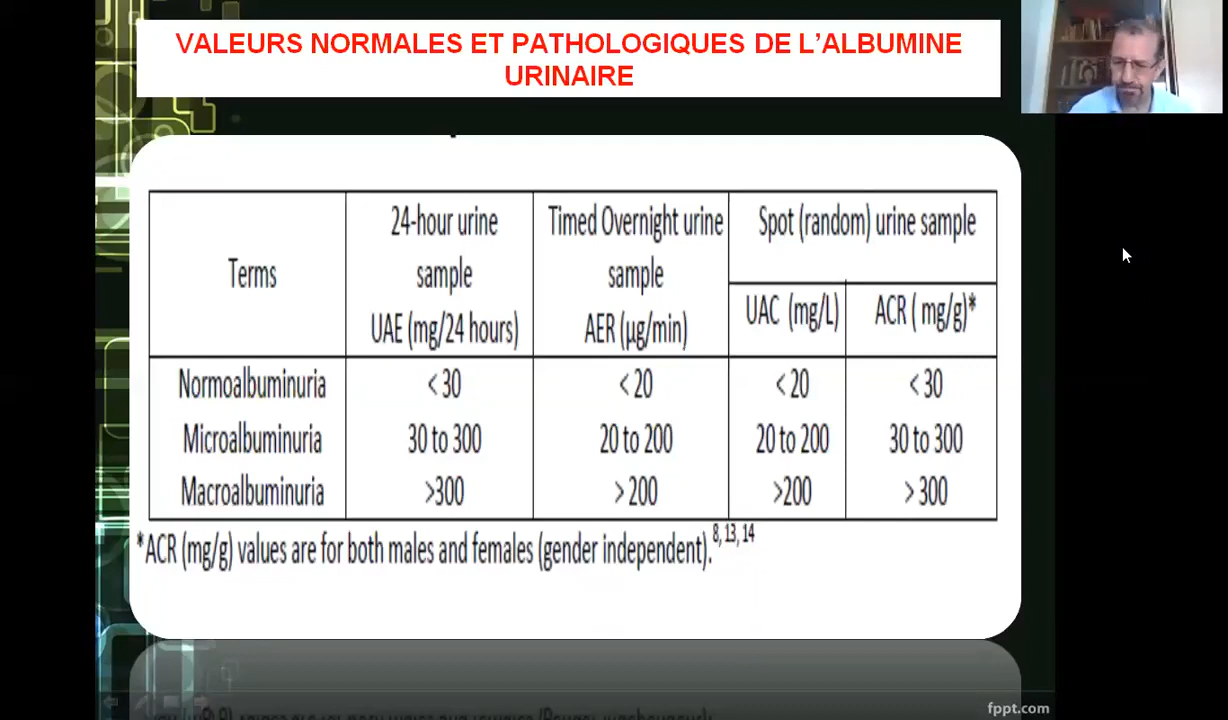 VALEURS NORMALES ET PATHOLOGIQUES DE L’ALBUMINE
URINAIRE
Terms
24-hour urine
sample
UAE (mg/24 hours)
Timed Overnight urine
sample
AER (µg/min)
Spot (random) urine sample
UAC (mg/L)
ACR ( mg/g)*
Normoalbuminuria < 30 < 20 < 20 < 30
Microalbuminuria 30 to 300 20 to 200 20 to 200 30 to 300
Macroalbuminuria >300 > 200 >200 > 300
*ACR (mg/g) values are for both males and females (gender independent).8, 13, 14
fppt.com